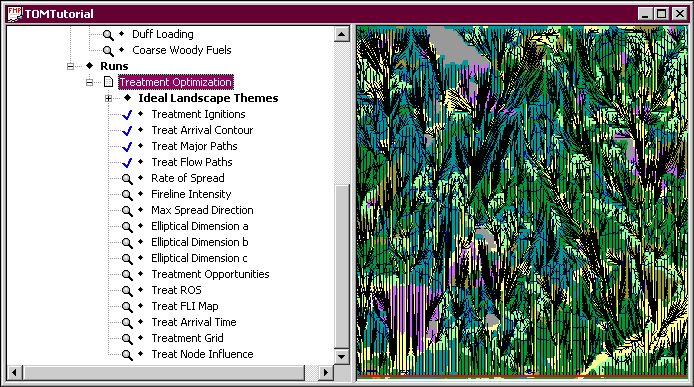 TOMTutorial
Duff Loading
Coarse Woody Fuels
Runs
Treatment Optimization
Ideal Landscape Themes
Treatment Ignitions
Treat Arrival Contour
Treat Major Paths
Treat Flow Paths
Rate of Spread
Fireline Intensity
Max Spread Direction
Elliptical Dimension a
Elliptical Dimension b
Elliptical Dimension c
Treatment Opportunities
Treat ROS
Treat FLI Map
Treat Arrival Time
Treatment Grid
Treat Node Influence